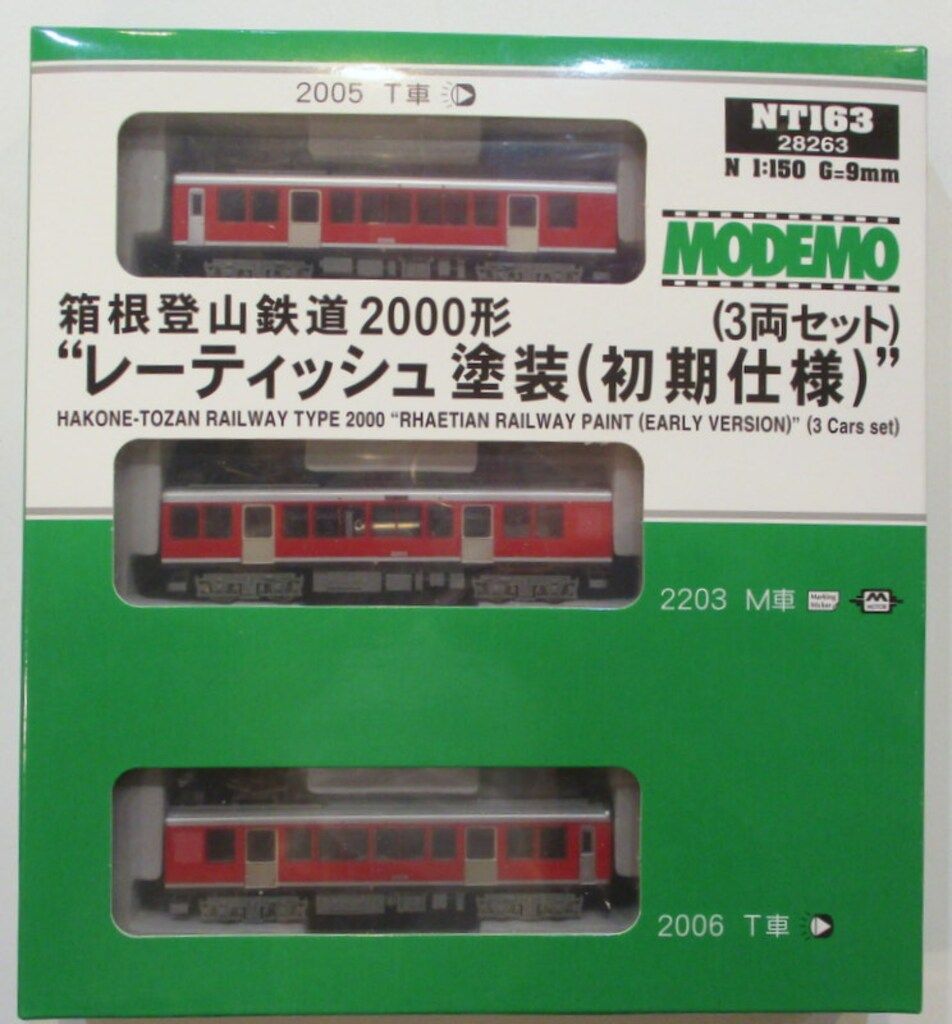 2005 T車
NT163
28263
N 1:150 G=9mm
MODEMO
箱根登山鉄道2000形 (3両セット)
“レーティッシュ塗装(初期仕様)”
HAKONE-TOZAN RAILWAY TYPE 2000 “RHAETIAN RAILWAY PAINT (EARLY VERSION)” (3 Cars set)
2203 M車 Marking Sticker M MOTOR
2006 T車